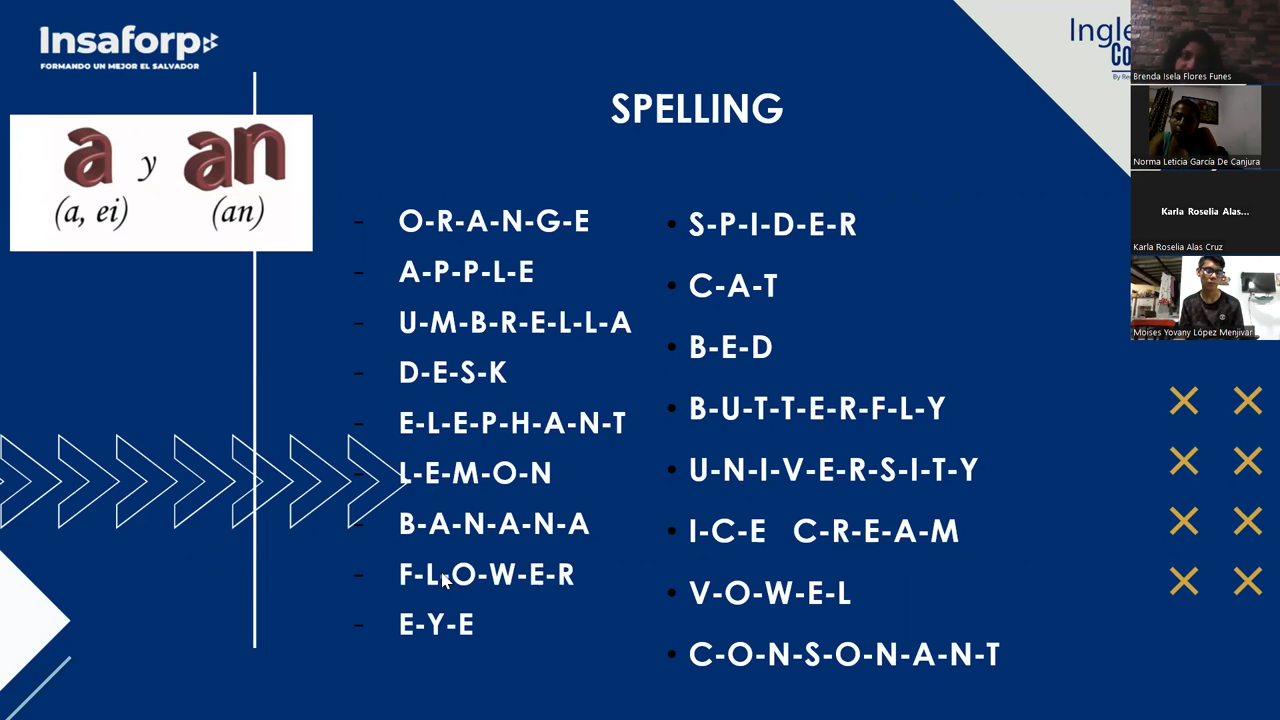 Insaforp
FORMANDO UN MEJOR EL SALVADOR
SPELLING
a y an
(a, ei) (an)
- O-R-A-N-G-E
- A-P-P-L-E
- U-M-B-R-E-L-L-A
- D-E-S-K
- E-L-E-P-H-A-N-T
- L-E-M-O-N
- B-A-N-A-N-A
- F-L-O-W-E-R
- E-Y-E
• S-P-I-D-E-R
• C-A-T
• B-E-D
• B-U-T-T-E-R-F-L-Y
• U-N-I-V-E-R-S-I-T-Y
• I-C-E C-R-E-A-M
• V-O-W-E-L
• C-O-N-S-O-N-A-N-T
Brenda Isela Flores Funes
Norma Leticia García De Canjura
Karla Roselia Alas...
Karla Roselia Alas Cruz
Moises Yovany López Menjivar